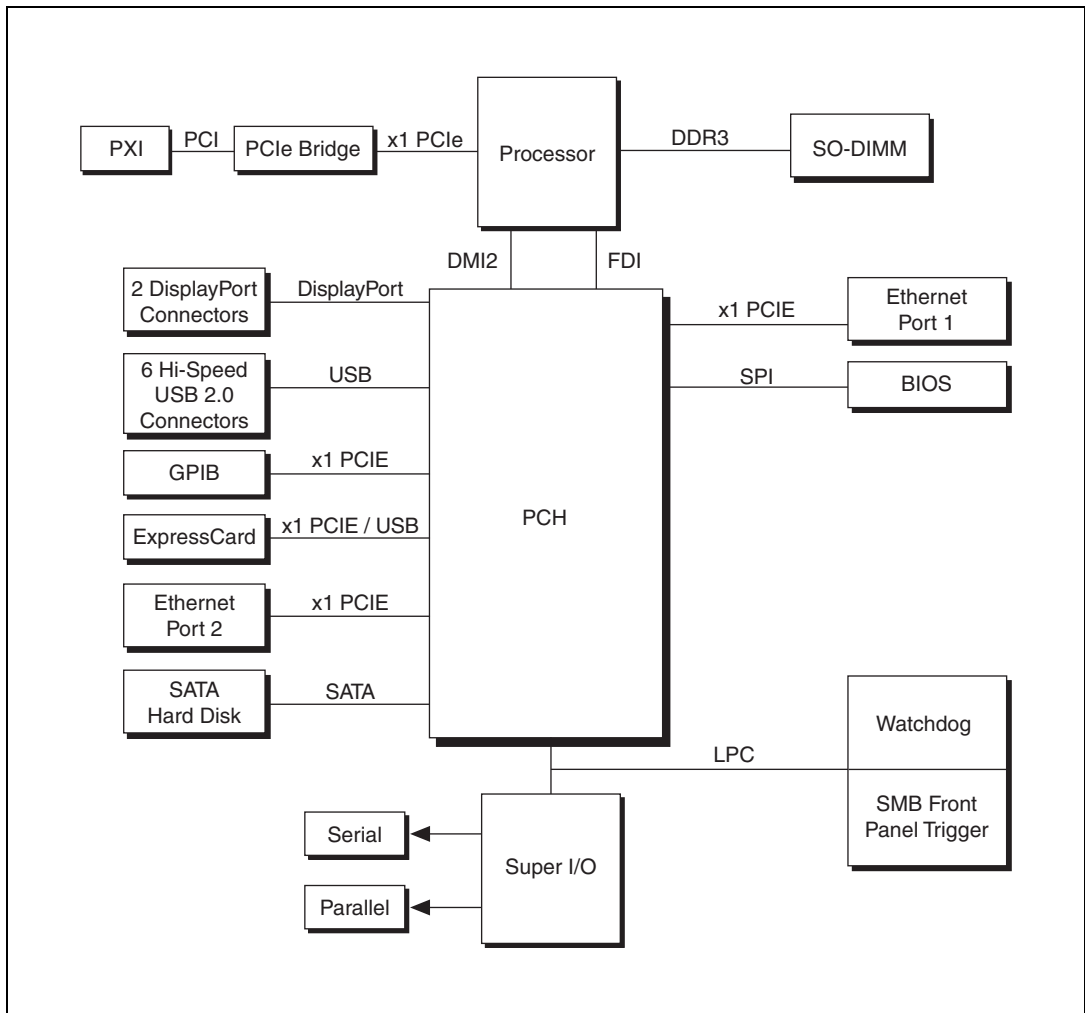 PXI
PCI
PCIe Bridge
x1 PCIe
Processor
DDR3
SO-DIMM
DMI2
FDI
2 DisplayPort
Connectors
DisplayPort
6 Hi-Speed
USB 2.0
Connectors
USB
GPIB
x1 PCIE
ExpressCard
x1 PCIE / USB
Ethernet
Port 2
x1 PCIE
SATA
Hard Disk
SATA
PCH
x1 PCIE
Ethernet
Port 1
SPI
BIOS
LPC
Watchdog
SMB Front
Panel Trigger
Serial
Parallel
Super I/O